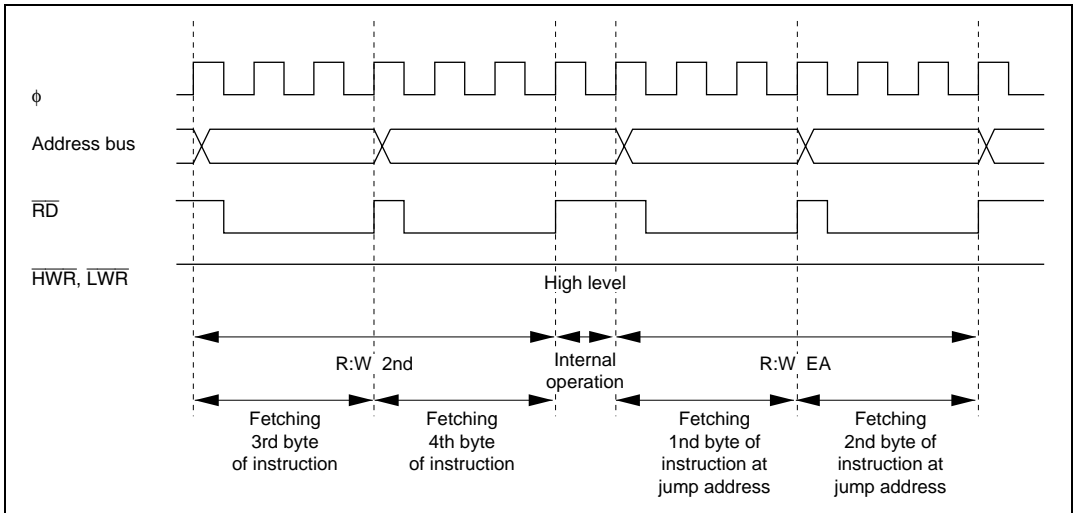 φ
Address bus
RD
HWR, LWR
High level
R:W 2nd
Internal
operation
R:W EA
Fetching
3rd byte
of instruction
Fetching
4th byte
of instruction
Fetching
1nd byte of
instruction at
jump address
Fetching
2nd byte of
instruction at
jump address